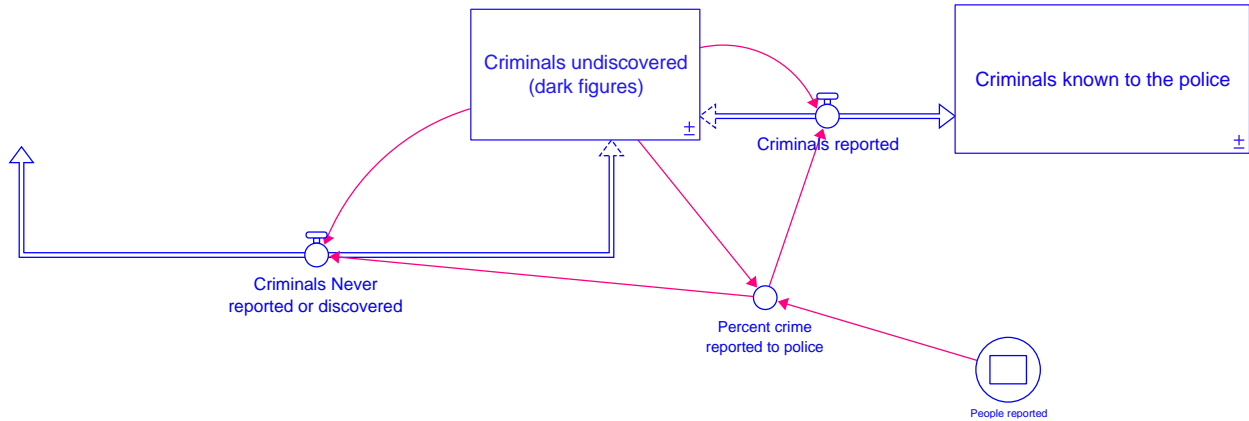 Criminals undiscovered
(dark figures)
±
Criminals known to the police
±
Criminals reported
Criminals Never
reported or discovered
Percent crime
reported to police
People reported